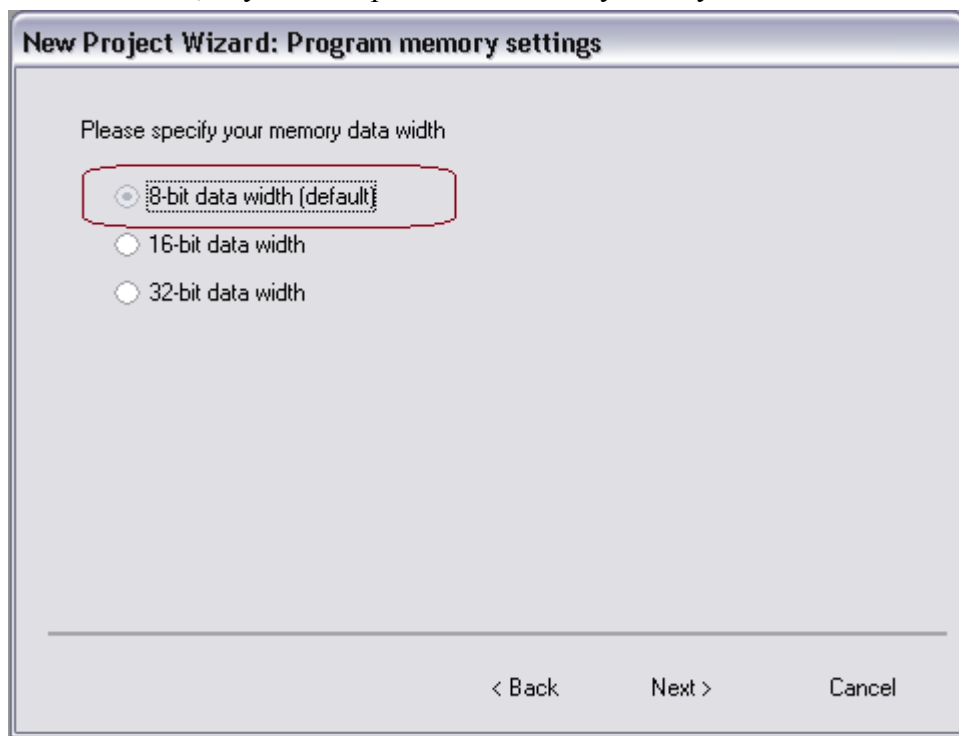 New Project Wizard: Program memory settings
Please specify your memory data width
8-bit data width (default)
16-bit data width
32-bit data width
< Back Next > Cancel